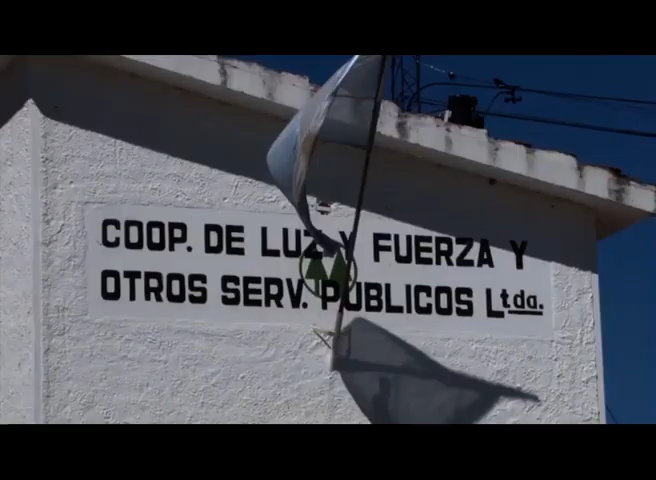 COOP. DE LUZ Y FUERZA Y
OTROS SERV. PUBLICOS Ltda.